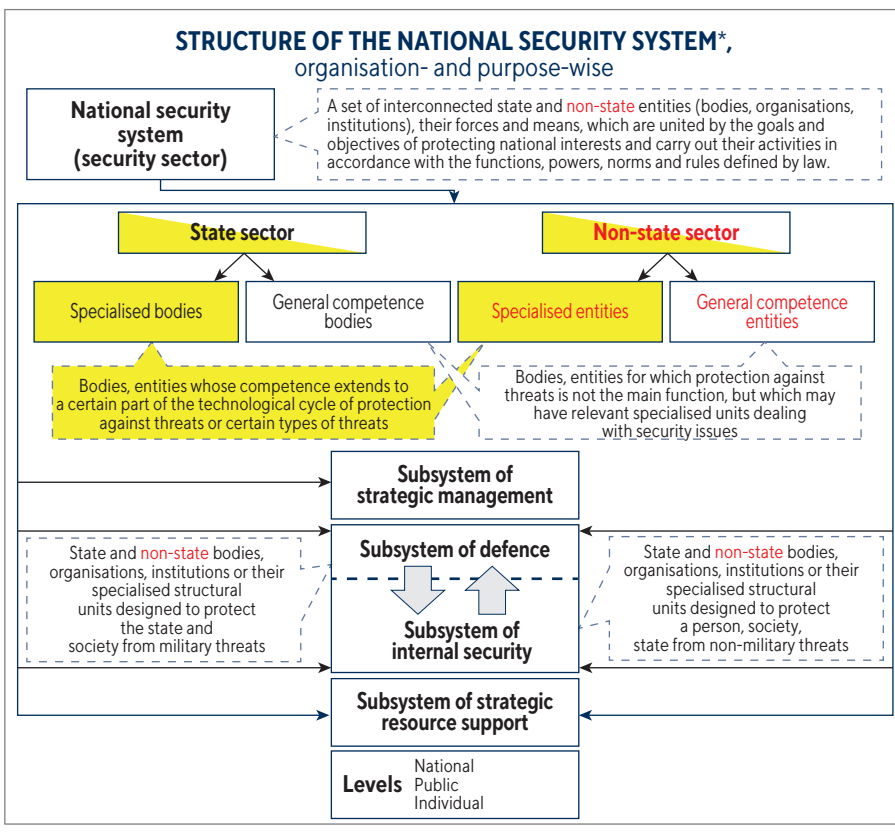 STRUCTURE OF THE NATIONAL SECURITY SYSTEM*,
organisation- and purpose-wise
National security
system
(security sector)
A set of interconnected state and non-state entities (bodies, organisations,
institutions), their forces and means, which are united by the goals and
objectives of protecting national interests and carry out their activities in
accordance with the functions, powers, norms and rules defined by law.
State sector
Non-state sector
Specialised bodies
General competence
bodies
Specialised entities
General competence
entities
Bodies, entities whose competence extends to
a certain part of the technological cycle of protection
against threats or certain types of threats
Bodies, entities for which protection against
threats is not the main function, but which may
have relevant specialised units dealing
with security issues
Subsystem of
strategic management
State and non-state bodies,
organisations, institutions or their
specialised structural
units designed to protect
the state and
society from military threats
Subsystem of defence
Subsystem of
internal security
State and non-state bodies,
organisations, institutions or their
specialised structural
units designed to protect
a person, society,
state from non-military threats
Subsystem of strategic
resource support
Levels
National
Public
Individual